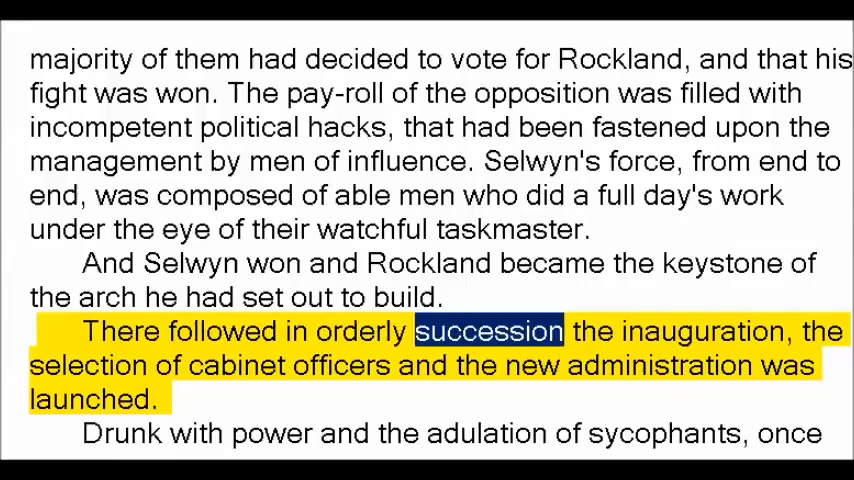 majority of them had decided to vote for Rockland, and that his
fight was won. The pay-roll of the opposition was filled with
incompetent political hacks, that had been fastened upon the
management by men of influence. Selwyn's force, from end to
end, was composed of able men who did a full day's work
under the eye of their watchful taskmaster.
And Selwyn won and Rockland became the keystone of
the arch he had set out to build.
There followed in orderly succession the inauguration, the
selection of cabinet officers and the new administration was
launched.
Drunk with power and the adulation of sycophants, once